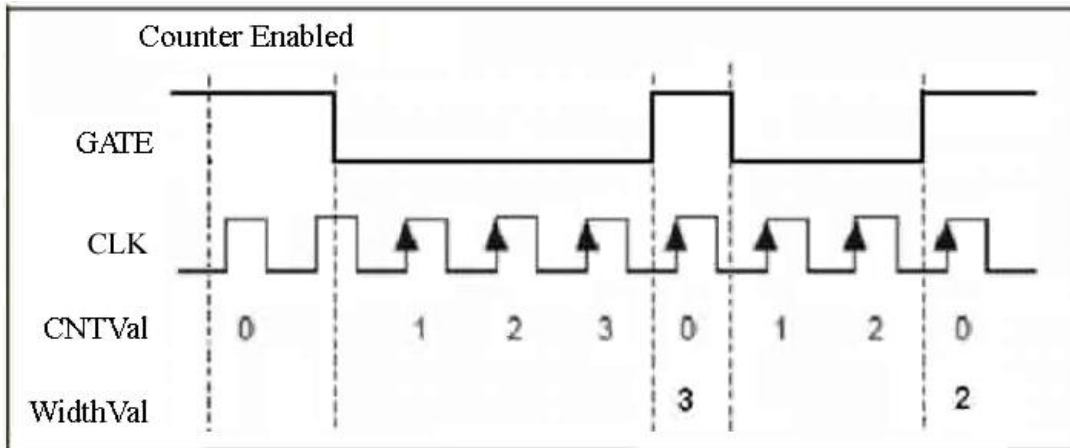 Counter Enabled
GATE
CLK
CNTVal 0 1 2 3 0 1 2 0
WidthVal 3 2